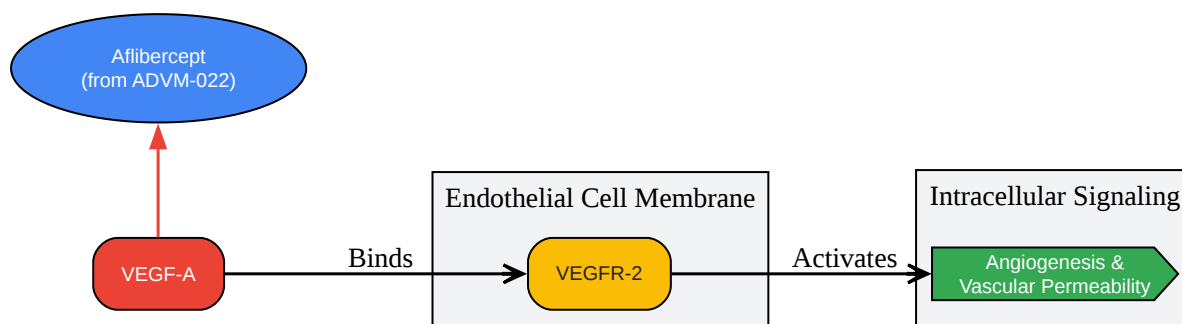 Aflibercept
(from ADVM-022)
Endothelial Cell Membrane
Intracellular Signaling
VEGF-A
Binds
VEGFR-2
Activates
Angiogenesis &
Vascular Permeability